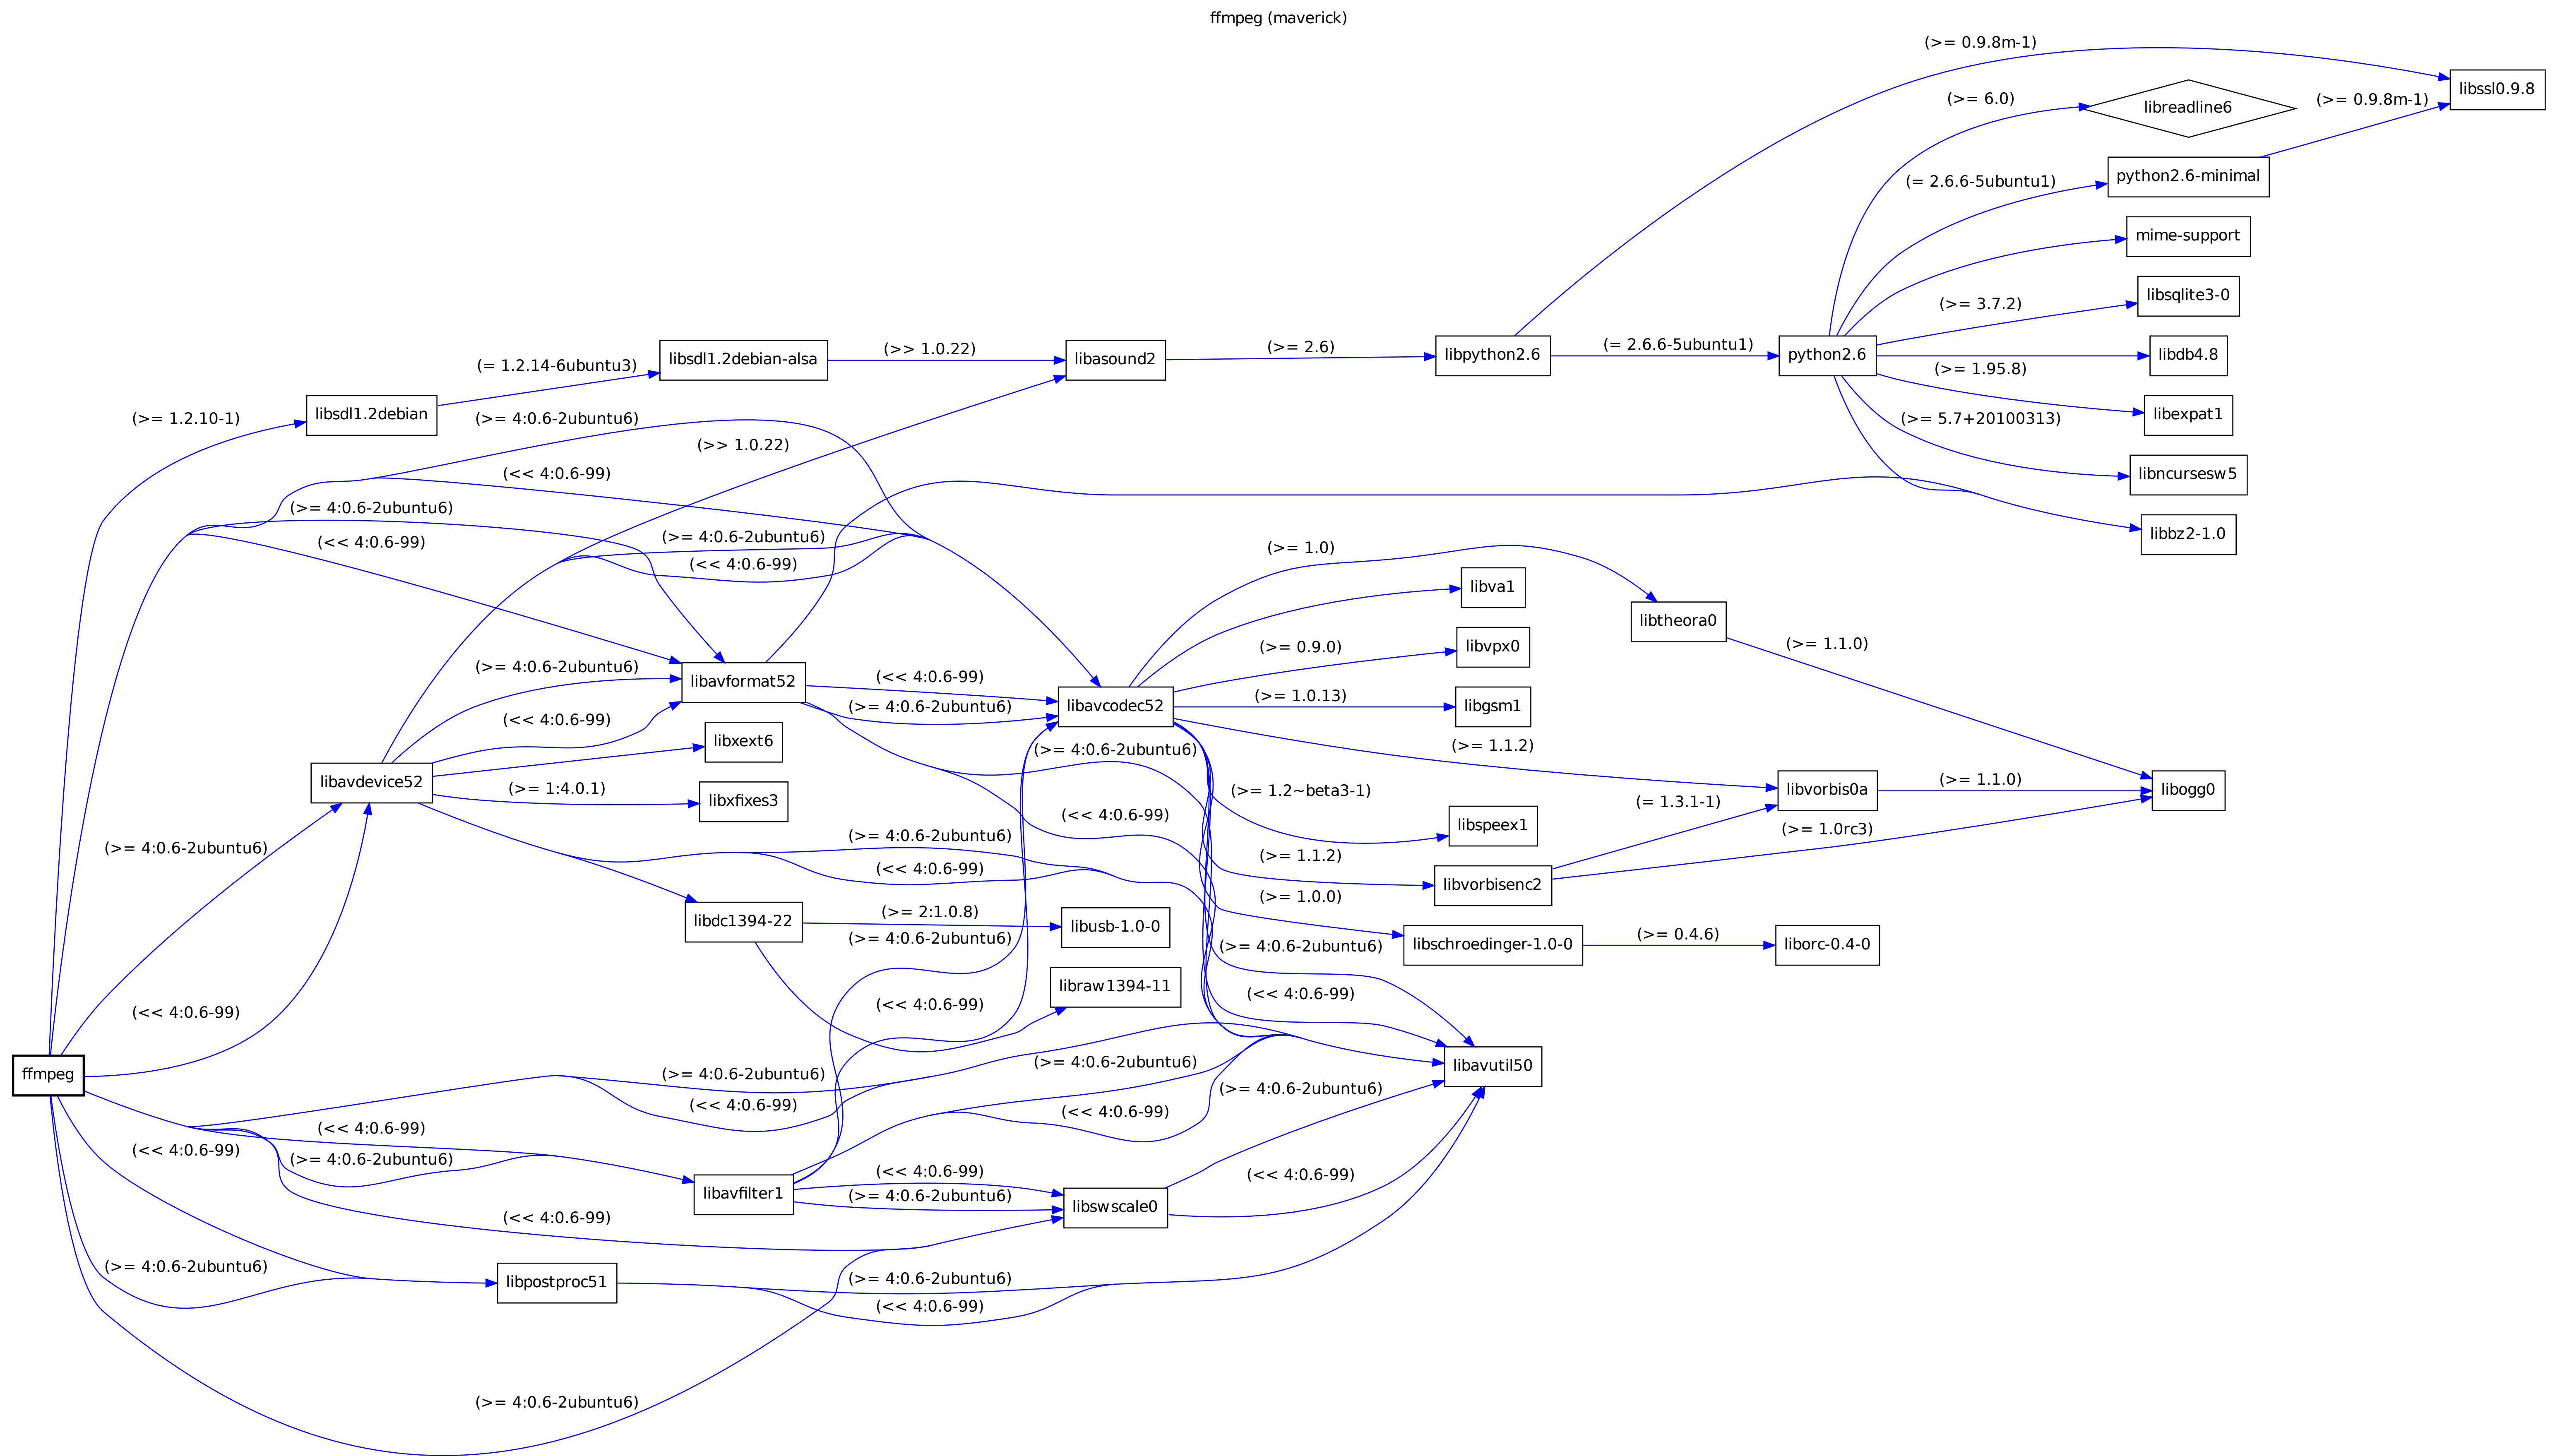 ffmpeg (maverick)
(>= 0.9.8m-1)
libssl0.9.8
(>= 6.0)
libreadline6
(>= 0.9.8m-1)
(= 2.6.6-5ubuntu1)
python2.6-minimal
mime-support
(>= 3.7.2)
libsqlite3-0
(>= 1.2.10-1)
libsdl1.2debian
(= 1.2.14-6ubuntu3)
libsdl1.2debian-alsa
(>> 1.0.22)
libasound2
(>= 2.6)
libpython2.6
(= 2.6.6-5ubuntu1)
python2.6
libdb4.8
(>= 1.95.8)
libexpat1
(>= 5.7+20100313)
libncursesw5
libbz2-1.0
(>= 4:0.6-2ubuntu6)
(>> 1.0.22)
(<< 4:0.6-99)
(>= 4:0.6-2ubuntu6)
(<< 4:0.6-99)
(>= 4:0.6-2ubuntu6)
(<< 4:0.6-99)
(>= 1.0)
libva1
libtheora0
(>= 0.9.0)
libvpx0
(>= 1.1.0)
(>= 4:0.6-2ubuntu6)
libavformat52
(<< 4:0.6-99)
(>= 4:0.6-2ubuntu6)
libavcodec52
(>= 1.0.13)
libgsm1
(<< 4:0.6-99)
libxext6
(>= 4:0.6-2ubuntu6)
(>= 1.1.2)
libavdevice52
(>= 1:4.0.1)
libxfixes3
(<< 4:0.6-99)
(>= 1.2~beta3-1)
libspeex1
(= 1.3.1-1)
libvorbis0a
(>= 1.1.0)
libogg0
(>= 1.0rc3)
(>= 4:0.6-2ubuntu6)
(>= 4:0.6-2ubuntu6)
(<< 4:0.6-99)
(>= 1.1.2)
libvorbisenc2
(>= 1.0.0)
libdc1394-22
(>= 2:1.0.8)
libusb-1.0-0
(>= 4:0.6-2ubuntu6)
(>= 4:0.6-2ubuntu6)
libschroedinger-1.0-0
(>= 0.4.6)
liborc-0.4-0
libraw1394-11
(<< 4:0.6-99)
(<< 4:0.6-99)
(<< 4:0.6-99)
ffmpeg
(>= 4:0.6-2ubuntu6)
(<< 4:0.6-99)
(>= 4:0.6-2ubuntu6)
(<< 4:0.6-99)
(>= 4:0.6-2ubuntu6)
libavutil50
(<< 4:0.6-99)
(<< 4:0.6-99)
(>= 4:0.6-2ubuntu6)
libavfilter1
(<< 4:0.6-99)
(>= 4:0.6-2ubuntu6)
libswscale0
(<< 4:0.6-99)
(<< 4:0.6-99)
(>= 4:0.6-2ubuntu6)
libpostproc51
(>= 4:0.6-2ubuntu6)
(<< 4:0.6-99)
(>= 4:0.6-2ubuntu6)